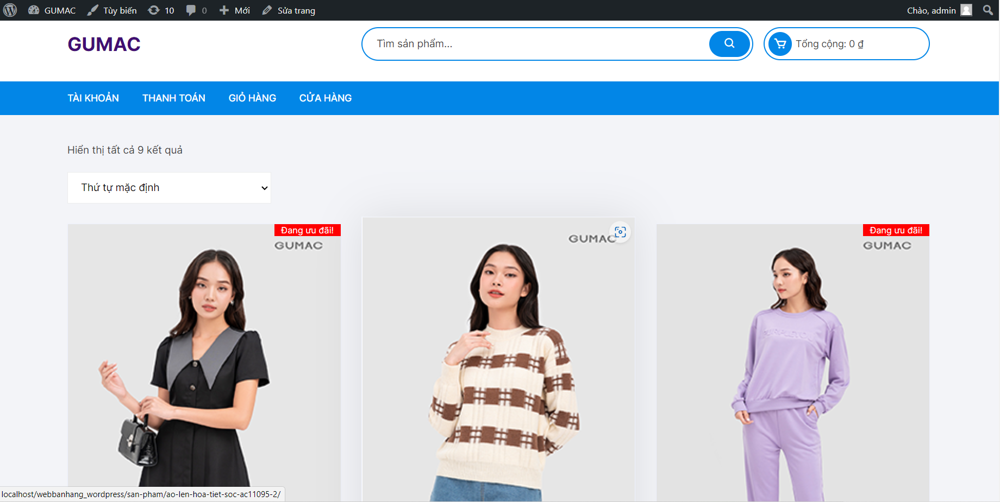 GUMAC Tùy biến 10 0 Mới Sửa trang Chào, admin
GUMAC
Tìm sản phẩm...
Tổng cộng: 0 ₫
TÀI KHOẢN THANH TOÁN GIỎ HÀNG CỬA HÀNG
Hiển thị tất cả 9 kết quả
Thứ tự mặc định
Đang ưu đãi!
GUMAC
GUMAC
Đang ưu đãi!
GUMAC
localhost/webbanhang_wordpress/san-pham/ao-len-hoa-tiet-soc-ac11095-2/